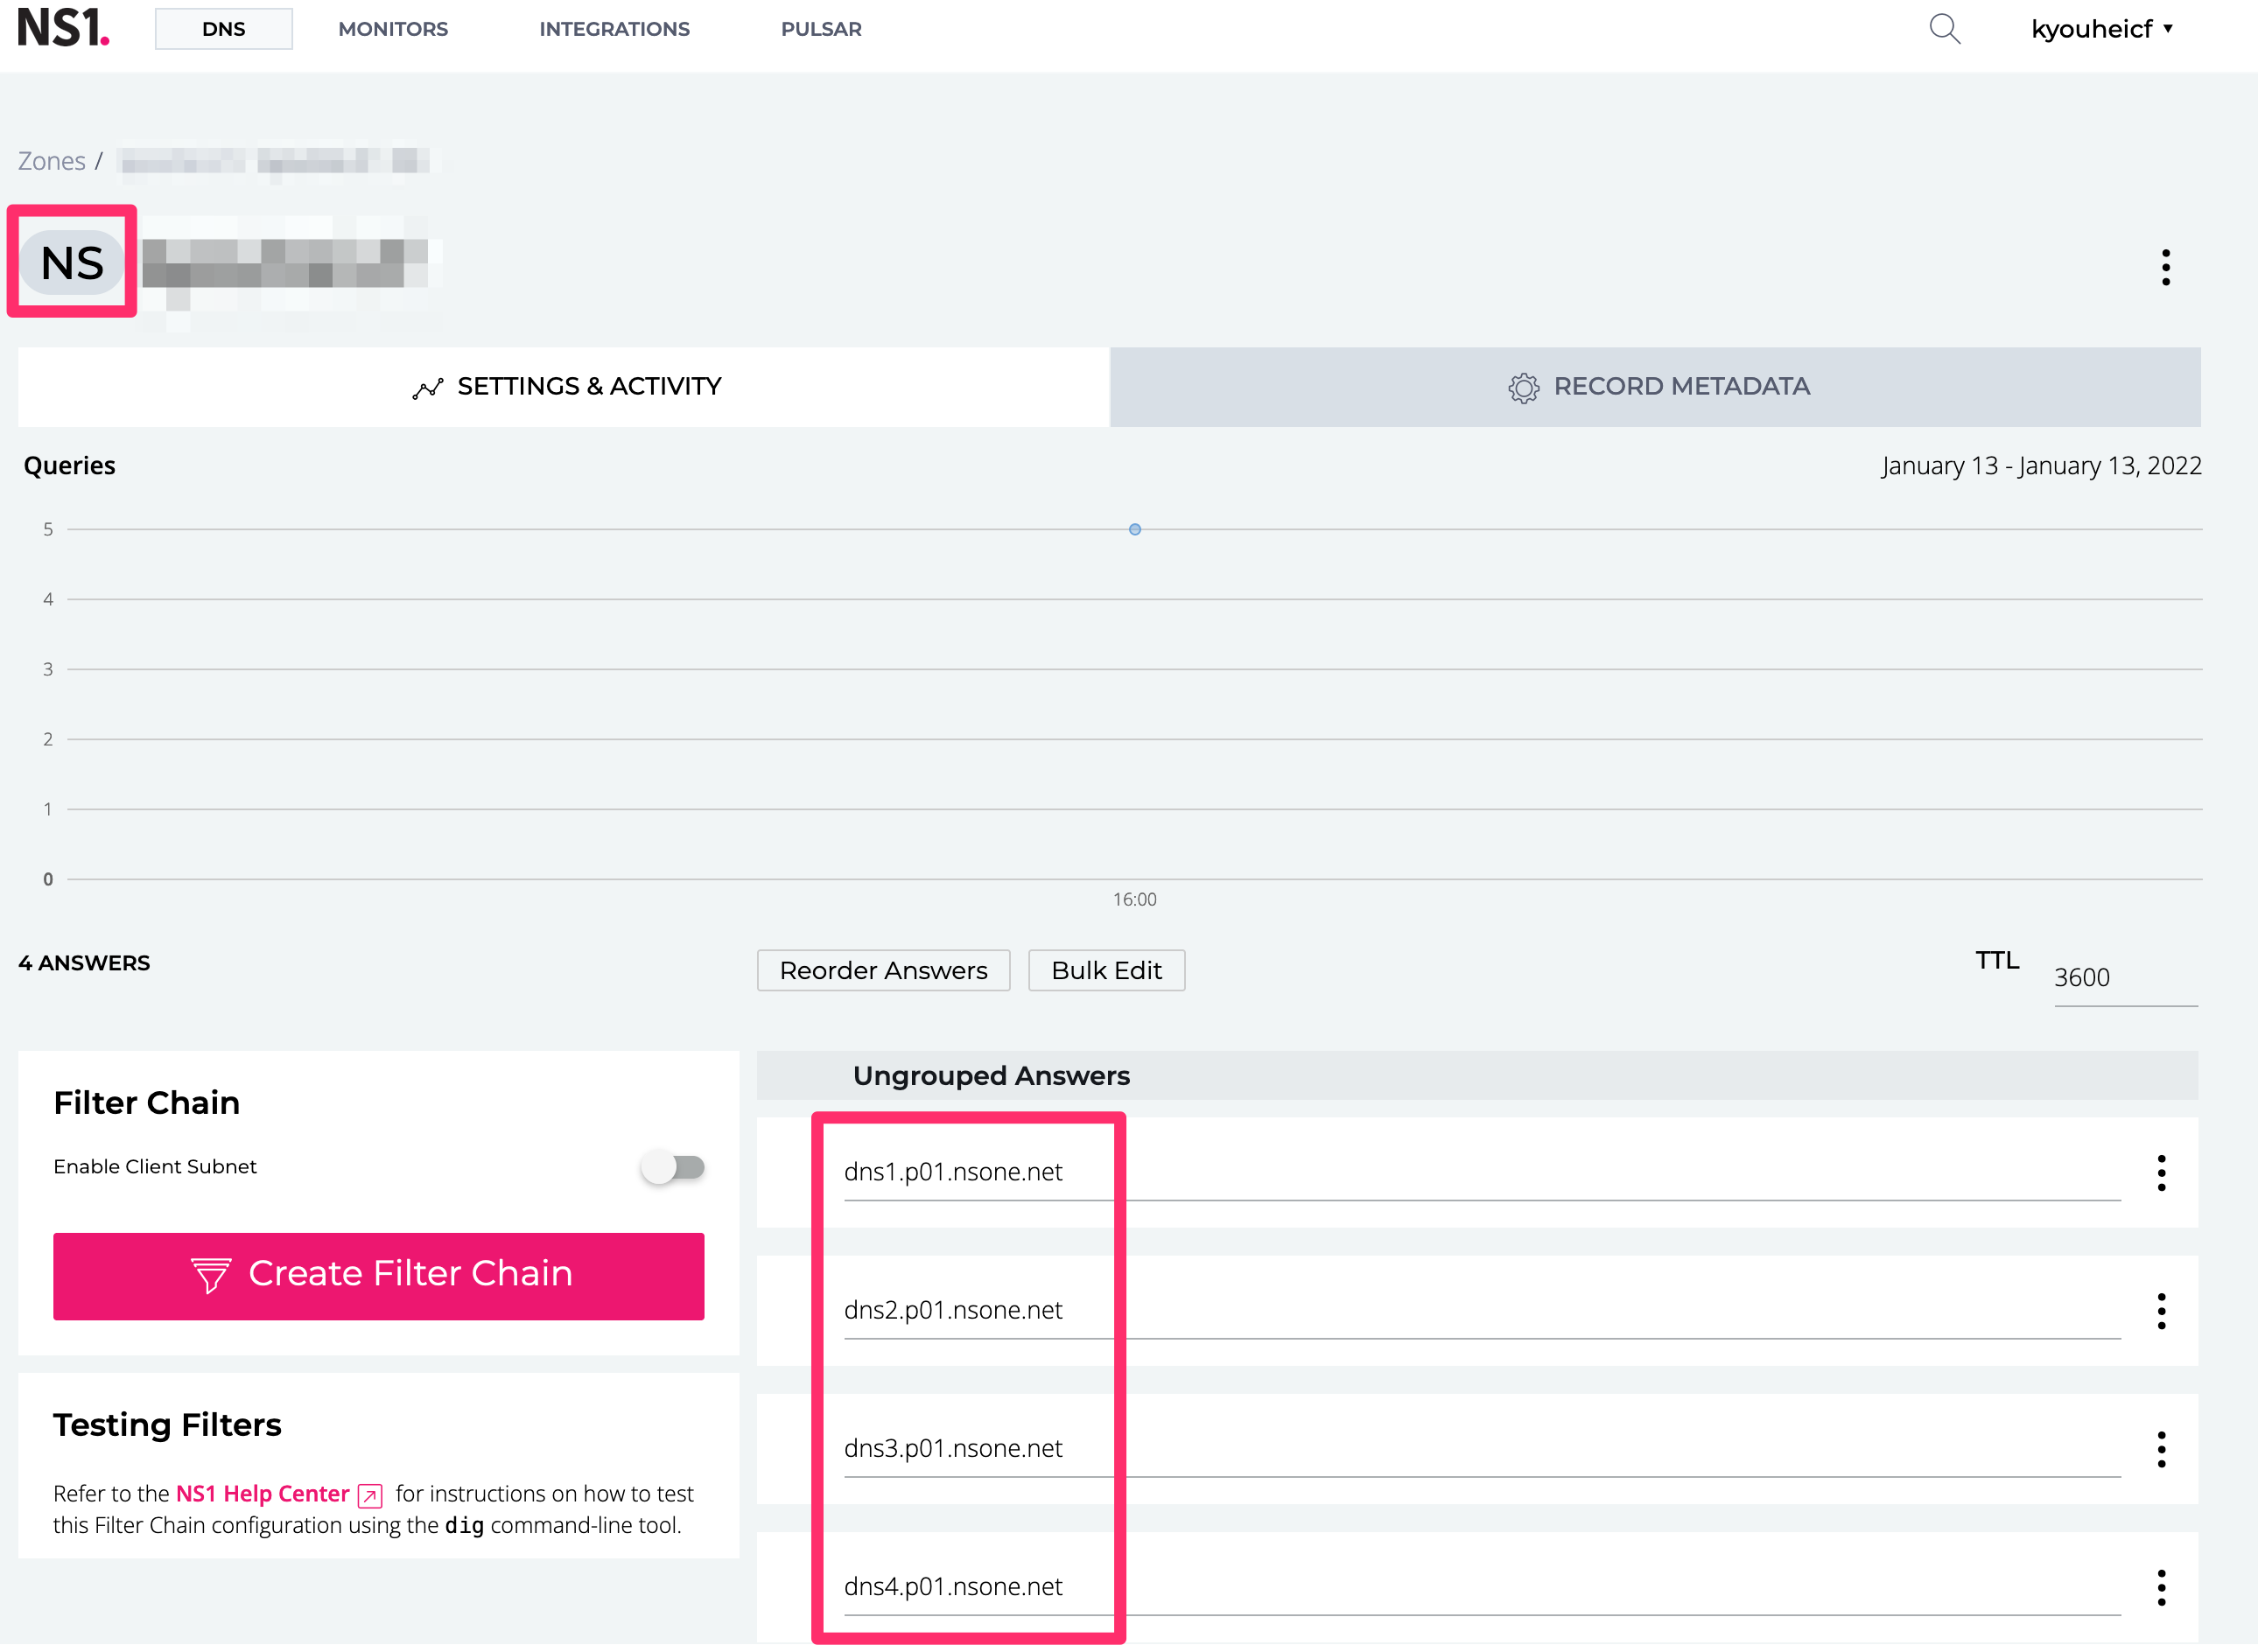 NS1.
DNS
MONITORS
INTEGRATIONS
PULSAR
kyouheicf
Zones /
NS
SETTINGS & ACTIVITY
RECORD METADATA
Queries
January 13 - January 13, 2022
5
4
3
2
1
0
16:00
4 ANSWERS
Reorder Answers
Bulk Edit
TTL
3600
Filter Chain
Enable Client Subnet
Create Filter Chain
Testing Filters
Refer to the NS1 Help Center for instructions on how to test
this Filter Chain configuration using the dig command-line tool.
Ungrouped Answers
dns1.p01.nsone.net
dns2.p01.nsone.net
dns3.p01.nsone.net
dns4.p01.nsone.net